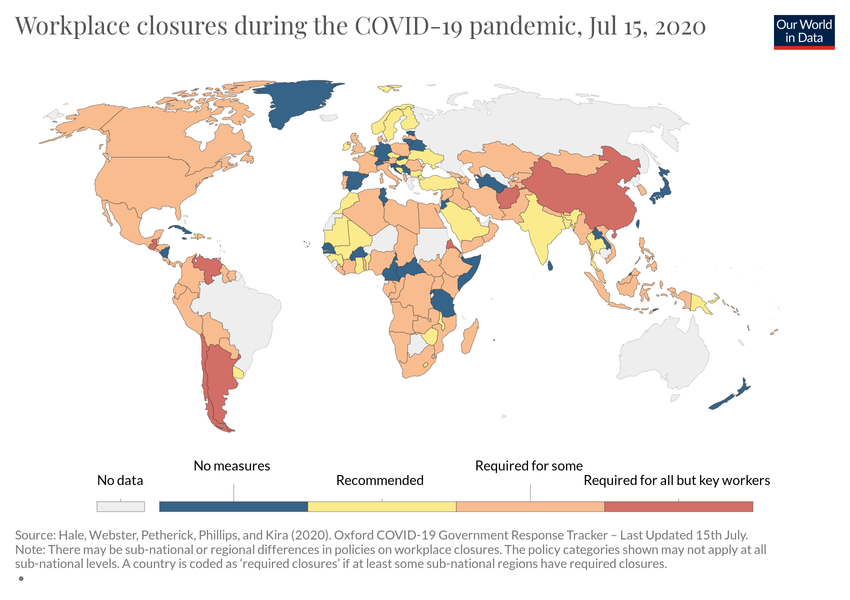 Workplace closures during the COVID-19 pandemic, Jul 15, 2020
Our World
in Data
No data
No measures
Recommended
Required for some
Required for all but key workers
Source: Hale, Webster, Petherick, Phillips, and Kira (2020). Oxford COVID-19 Government Response Tracker – Last Updated 15th July.
Note: There may be sub-national or regional differences in policies on workplace closures. The policy categories shown may not apply at all
sub-national levels. A country is coded as 'required closures' if at least some sub-national regions have required closures.